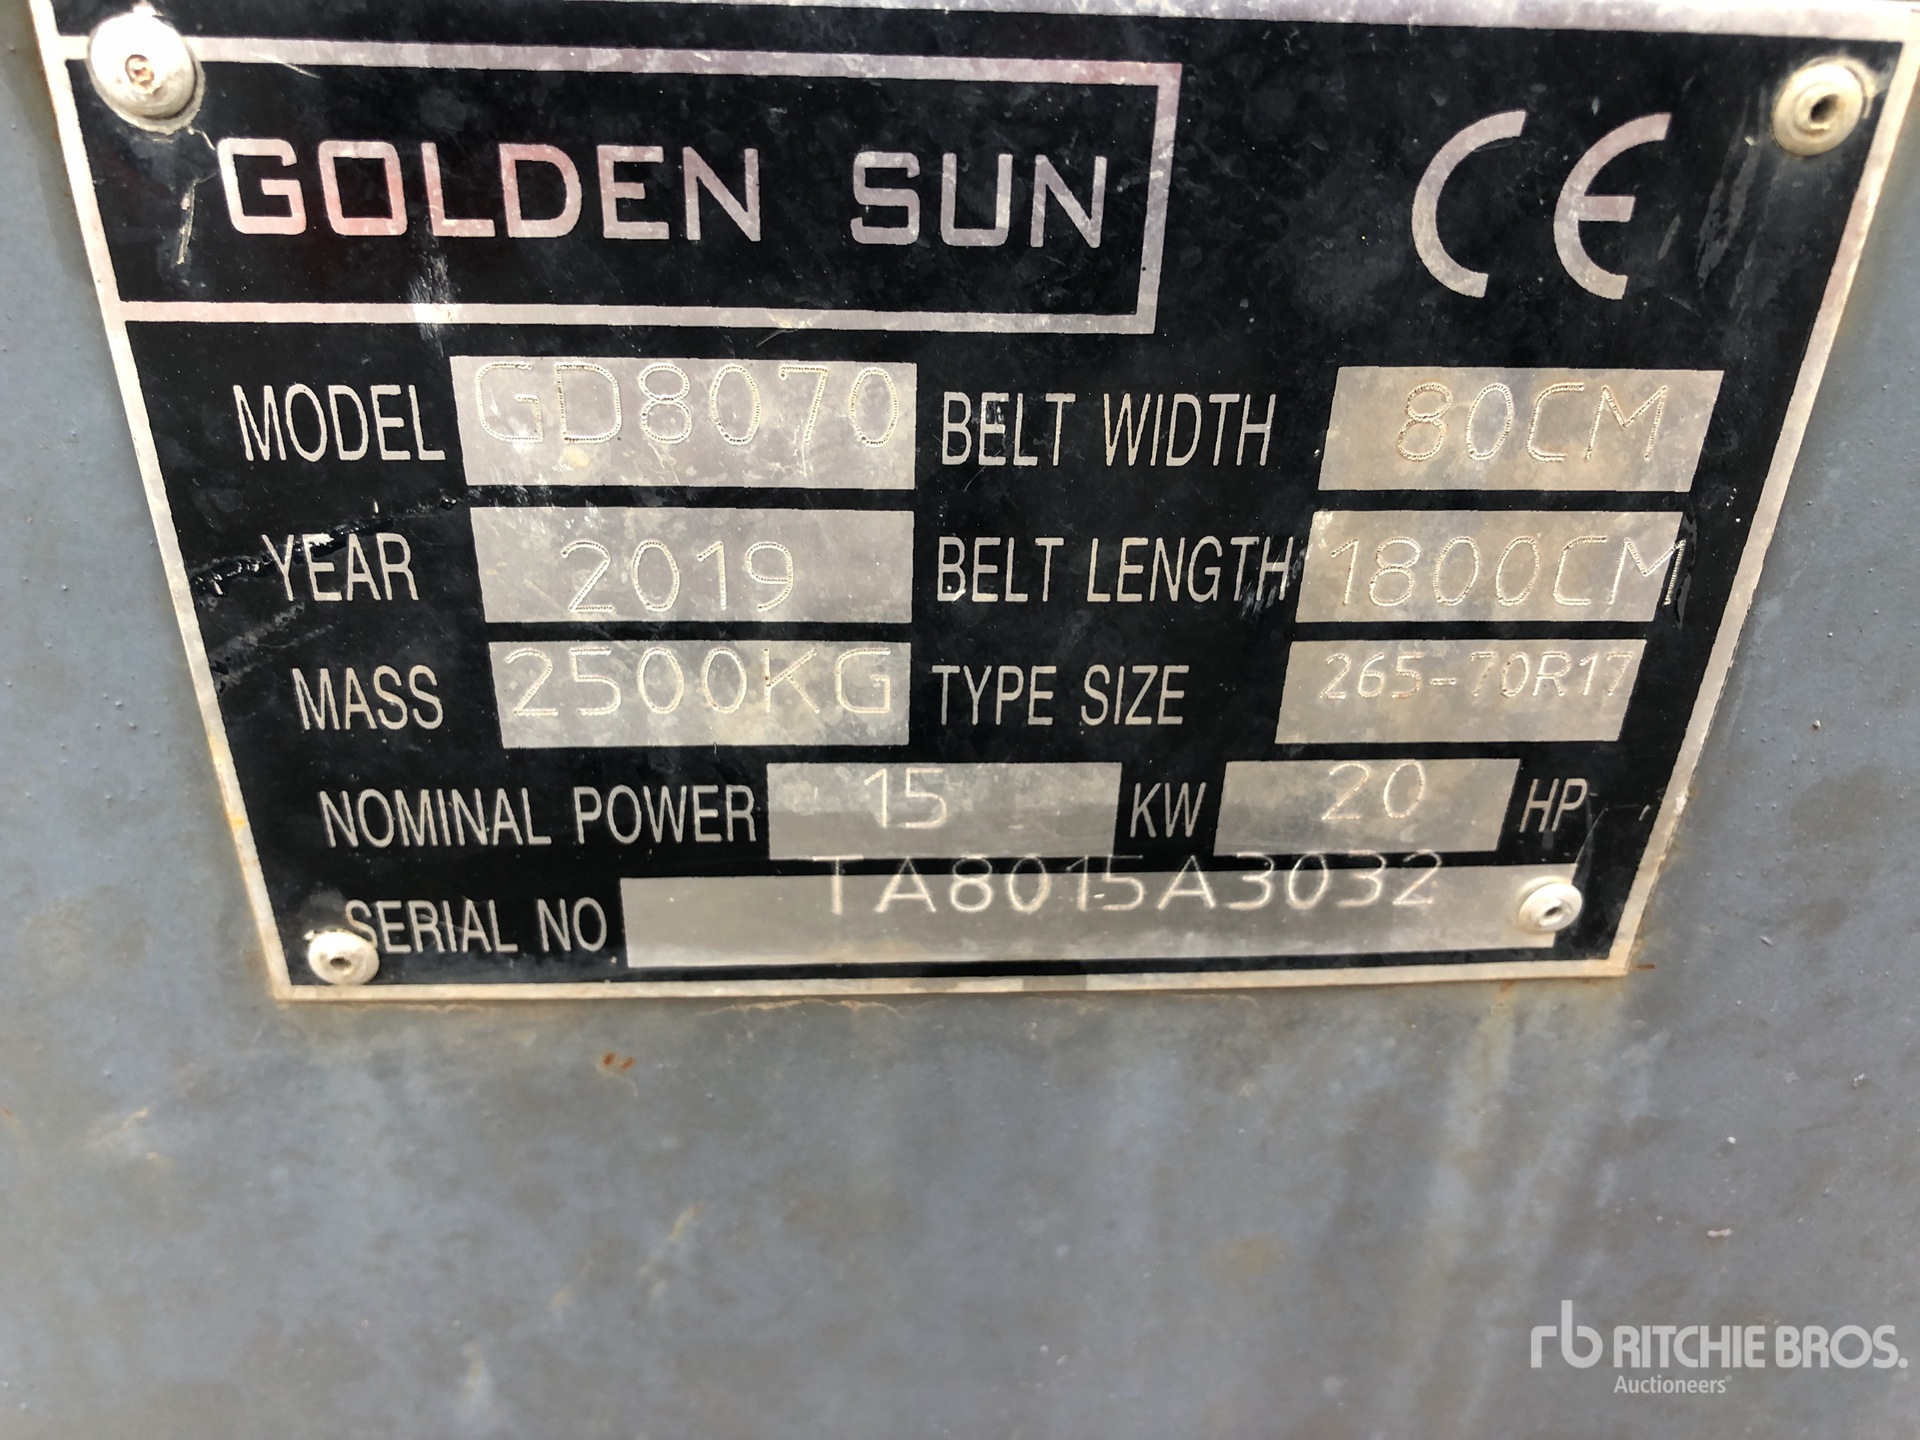 GOLDEN SUN CE
MODEL GD8070 BELT WIDTH 80CM
YEAR 2019 BELT LENGTH 1800CM
MASS 2500KG TYPE SIZE 265-70R17
NOMINAL POWER 15 KW 20 HP
SERIAL NO TA8015A3032
rb RITCHIE BROS.
Auctioneers